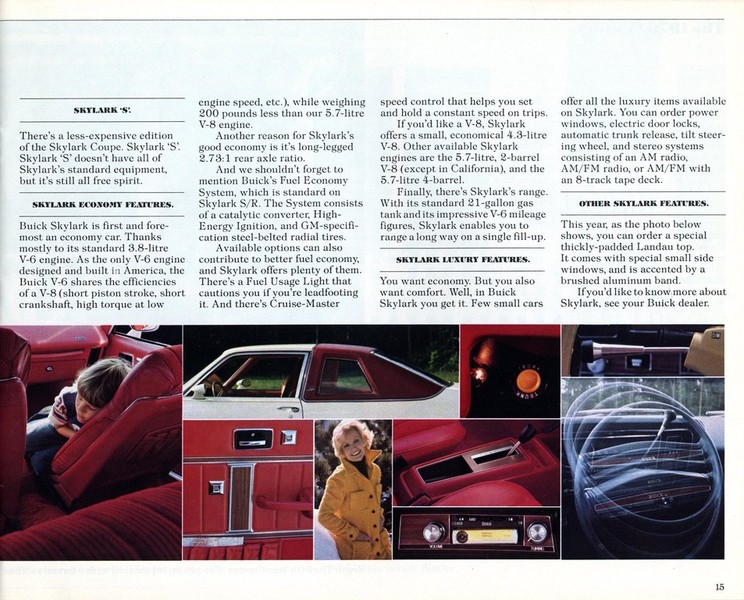 SKYLARK ‘S’.
There’s a less-expensive edition
of the Skylark Coupe. Skylark ‘S’.
Skylark ‘S’ doesn’t have all of
Skylark’s standard equipment,
but it’s still all free spirit.
SKYLARK ECONOMY FEATURES.
Buick Skylark is first and fore-
most an economy car. Thanks
mostly to its standard 3.8-litre
V-6 engine. As the only V-6 engine
designed and built in America, the
Buick V-6 shares the efficiencies
of a V-8 (short piston stroke, short
crankshaft, high torque at low
engine speed, etc.), while weighing
200 pounds less than our 5.7-litre
V-8 engine.
Another reason for Skylark’s
good economy is it’s long-legged
2.73:1 rear axle ratio.
And we shouldn’t forget to
mention Buick’s Fuel Economy
System, which is standard on
Skylark S/R. The System consists
of a catalytic converter, High-
Energy Ignition, and GM-specifi-
cation steel-belted radial tires.
Available options can also
contribute to better fuel economy,
and Skylark offers plenty of them.
There’s a Fuel Usage Light that
cautions you if you’re leadfooting
it. And there’s Cruise-Master
speed control that helps you set
and hold a constant speed on trips.
If you’d like a V-8, Skylark
offers a small, economical 4.3-litre
V-8. Other available Skylark
engines are the 5.7-litre, 2-barrel
V-8 (except in California), and the
5.7-litre 4-barrel.
Finally, there’s Skylark’s range.
With its standard 21-gallon gas
tank and its impressive V-6 mileage
figures, Skylark enables you to
range a long way on a single fill-up.
SKYLARK LUXURY FEATURES.
You want economy. But you also
want comfort. Well, in Buick
Skylark you get it. Few small cars
offer all the luxury items available
on Skylark. You can order power
windows, electric door locks,
automatic trunk release, tilt steer-
ing wheel, and stereo systems
consisting of an AM radio,
AM/FM radio, or AM/FM with
an 8-track tape deck.
OTHER SKYLARK FEATURES.
This year, as the photo below
shows, you can order a special
thickly-padded Landau top.
It comes with special small side
windows, and is accented by a
brushed aluminum band.
If you’d like to know more about
Skylark, see your Buick dealer.
TRUNK
VOLUME
TUNING
15